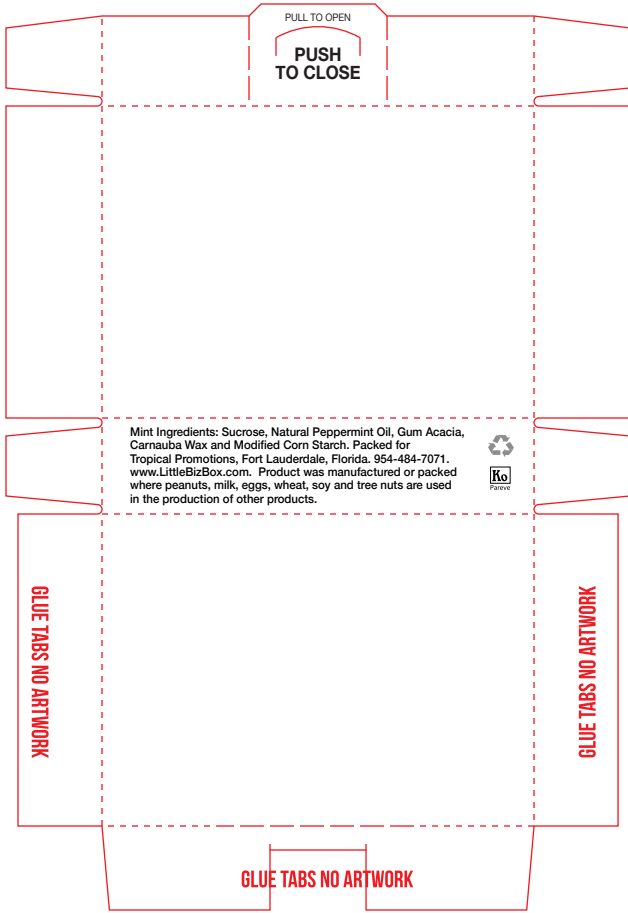 PULL TO OPEN
PUSH
TO CLOSE
Mint Ingredients: Sucrose, Natural Peppermint Oil, Gum Acacia,
Carnauba Wax and Modified Corn Starch. Packed for
Tropical Promotions, Fort Lauderdale, Florida. 954-484-7071.
www.LittleBizBox.com.  Product was manufactured or packed
where peanuts, milk, eggs, wheat, soy and tree nuts are used
in the production of other products.
Ko
Pareve
GLUE TABS NO ARTWORK
GLUE TABS NO ARTWORK
GLUE TABS NO ARTWORK